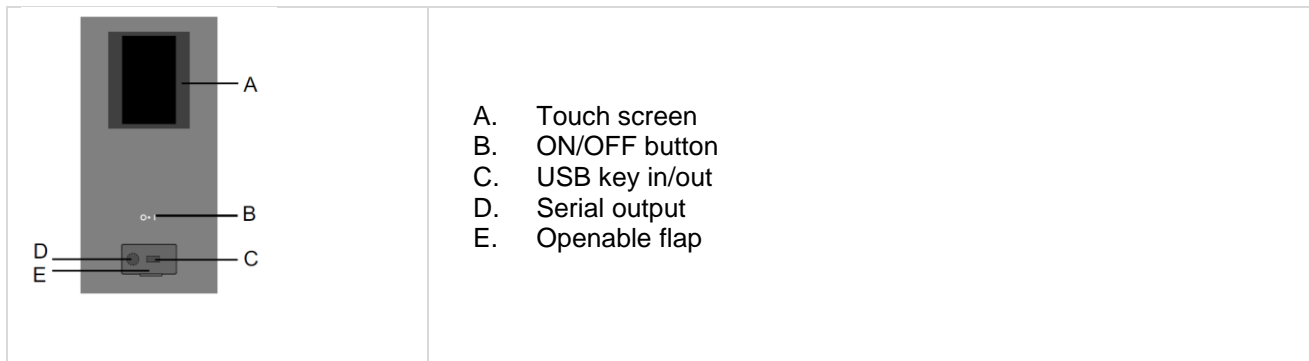 A
B
D
C
E
A. Touch screen
B. ON/OFF button
C. USB key in/out
D. Serial output
E. Openable flap